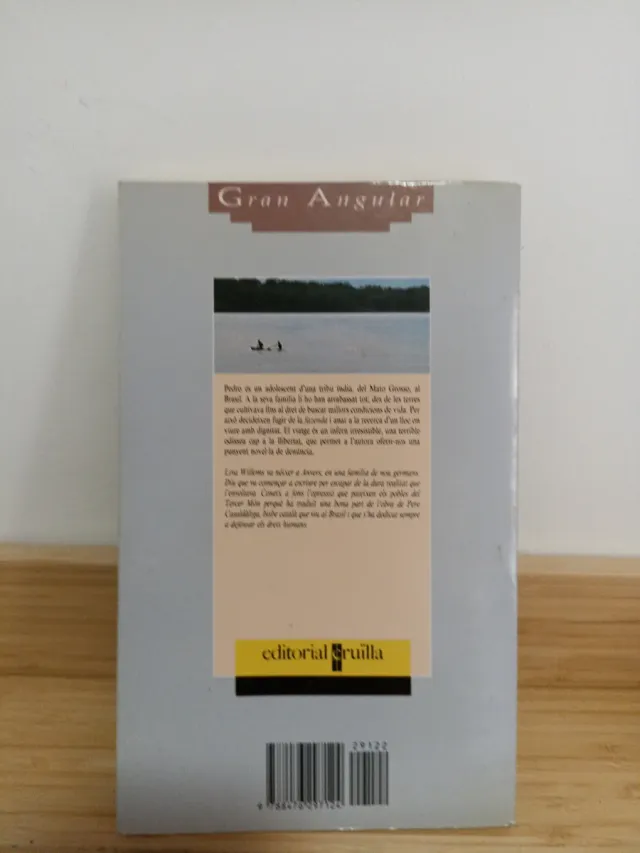 Gran Angular
Pedro és un adolescent d'una tribu índia, del Mato Grosso, al
Brasil. A la seva família li ho han arrabassat tot, des de les terres
que cultivava fins al dret de buscar millors condicions de vida. Per
això decideixen fugir de la fazenda i anar a la recerca d'un lloc on
viure amb dignitat. El viatge és un infern irresistible, una terrible
odissea cap a la llibertat, que permet a l'autora oferir-nos una
punyent novel·la de denúncia.
Lena Willems va néixer a Anvers, en una família de nou germans.
Diu que va començar a escriure per escapar de la dura realitat que
l'envoltava. Coneix a fons l'opressió que pateixen els pobles del
Tercer Món perquè ha traduït una bona part de l'obra de Pere
Casaldàliga, bisbe català que viu al Brasil i que s'ha dedicat sempre
a defensar els drets humans.
editorial cruïlla
29122
9 788476 297124